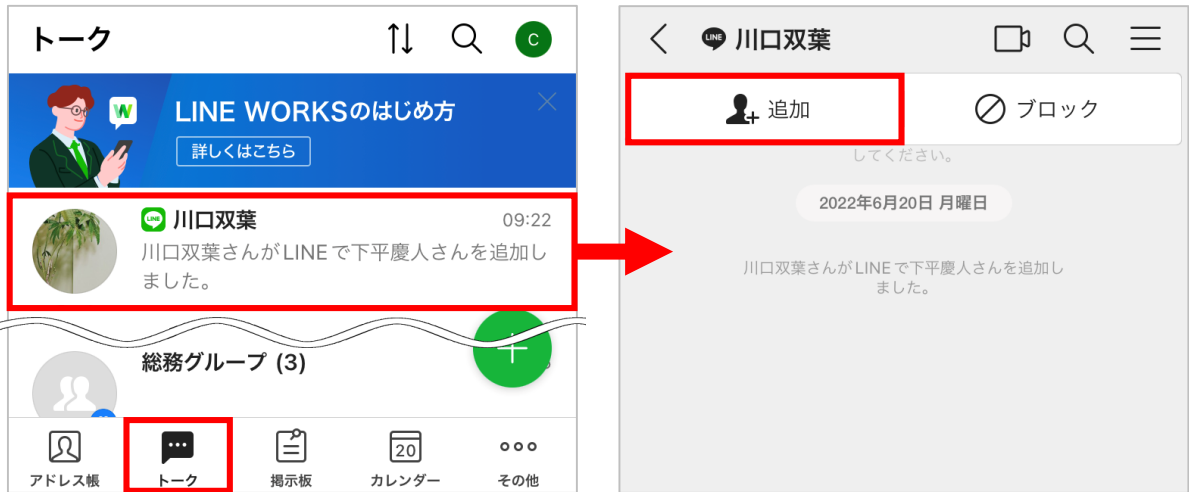 トーク
C
LINE WORKSのはじめ方
詳しくはこちら
LINE 川口双葉
09:22
川口双葉さんがLINEで下平慶人さんを追加し
ました。
総務グループ (3)
アドレス帳
トーク
掲示板
20
カレンダー
その他
LINE 川口双葉
追加
ブロック
してください。
2022年6月20日 月曜日
川口双葉さんがLINEで下平慶人さんを追加し
ました。